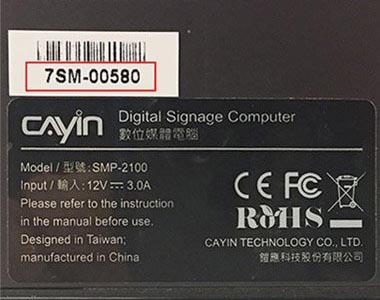 7SM-00580
CAYIN Digital Signage Computer
數位媒體電腦
Model / 型號: SMP-2100
Input / 輸入: 12V⎓3.0A
Please refer to the instruction
in the manual before use.
Designed in Taiwan;
manufactured in China
CE FC
RoHS
CAYIN TECHNOLOGY CO., LTD.
鎧應科技股份有限公司